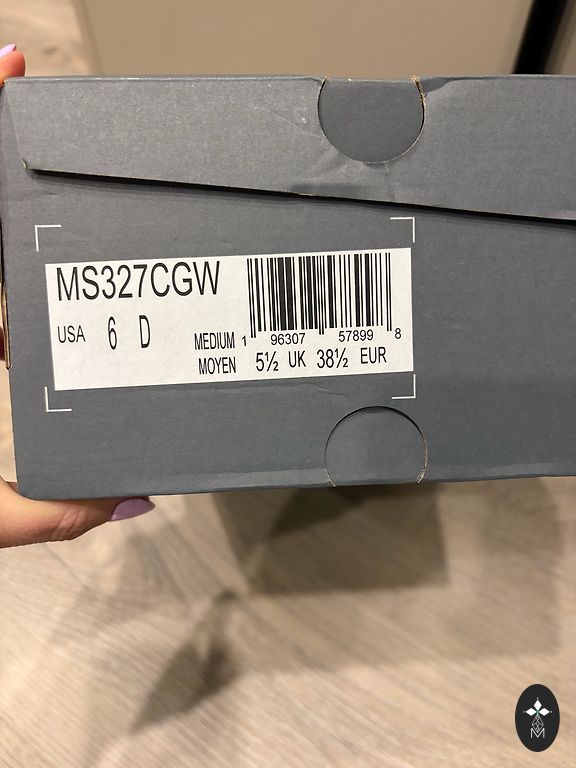 MS327CGW
USA 6 D
MEDIUM 1 96307 57899 8
MOYEN 5½ UK 38½ EUR
M